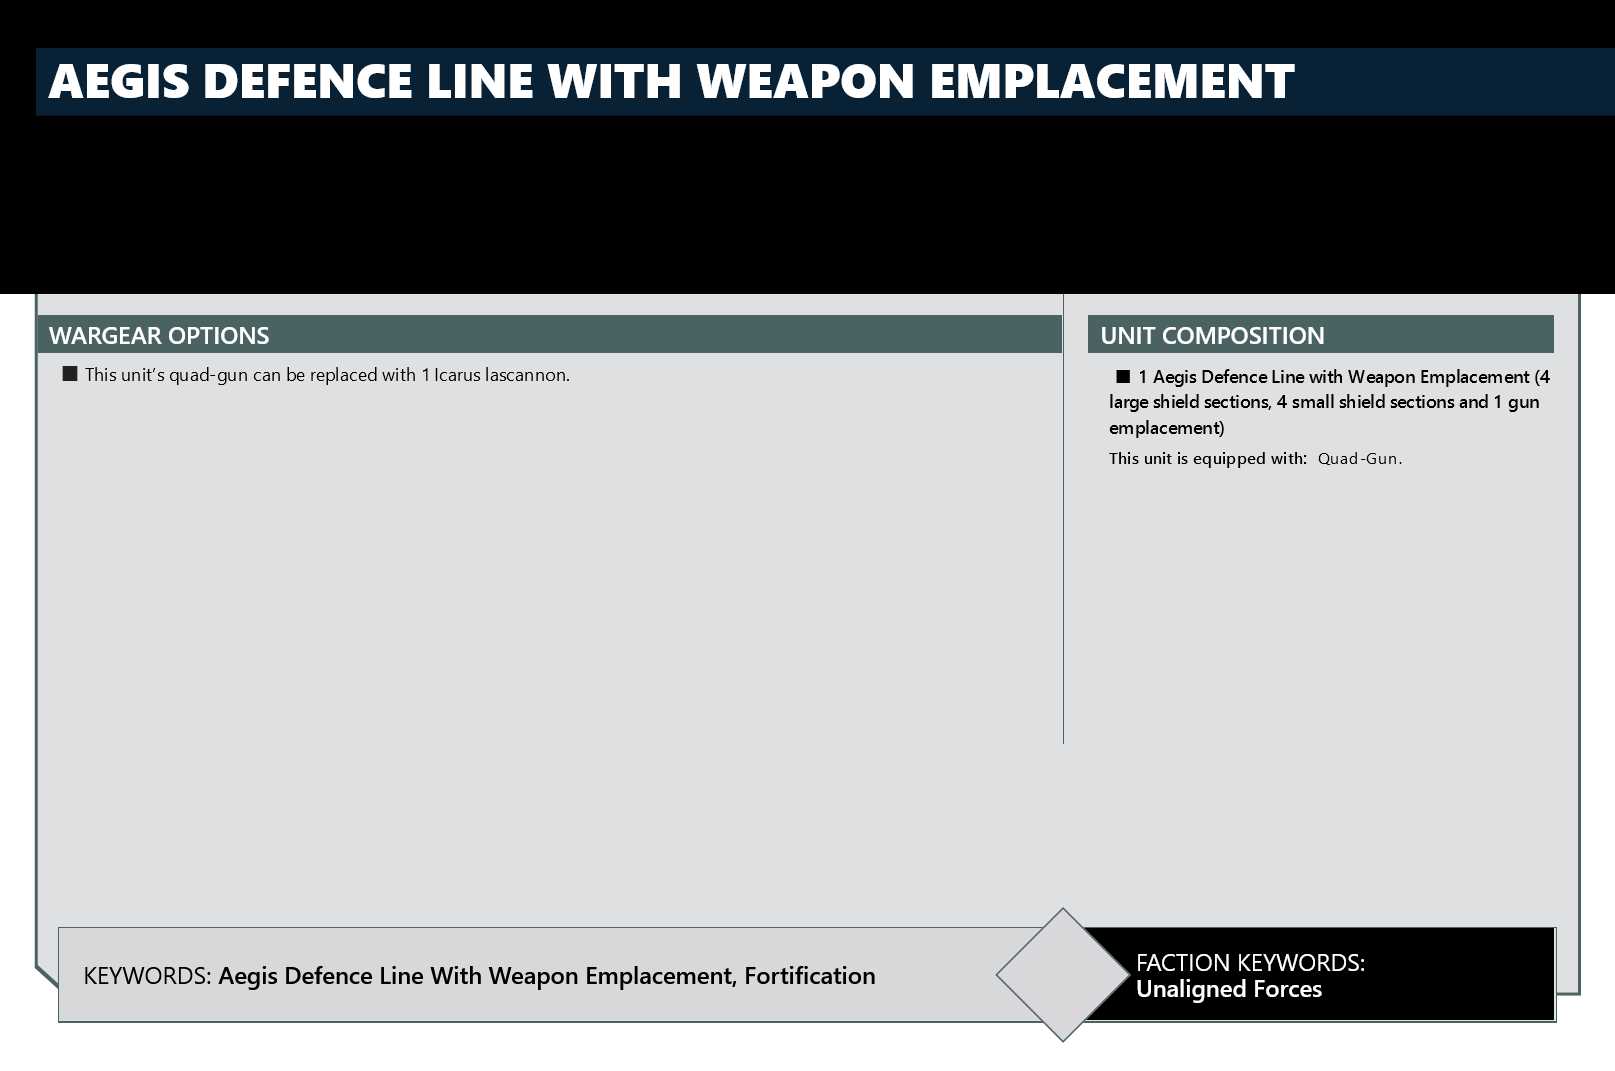 AEGIS DEFENCE LINE WITH WEAPON EMPLACEMENT
WARGEAR OPTIONS
■ This unit’s quad-gun can be replaced with 1 Icarus lascannon.
UNIT COMPOSITION
■ 1 Aegis Defence Line with Weapon Emplacement (4
large shield sections, 4 small shield sections and 1 gun
emplacement)
This unit is equipped with: Quad-Gun.
KEYWORDS: Aegis Defence Line With Weapon Emplacement, Fortification
FACTION KEYWORDS:
Unaligned Forces